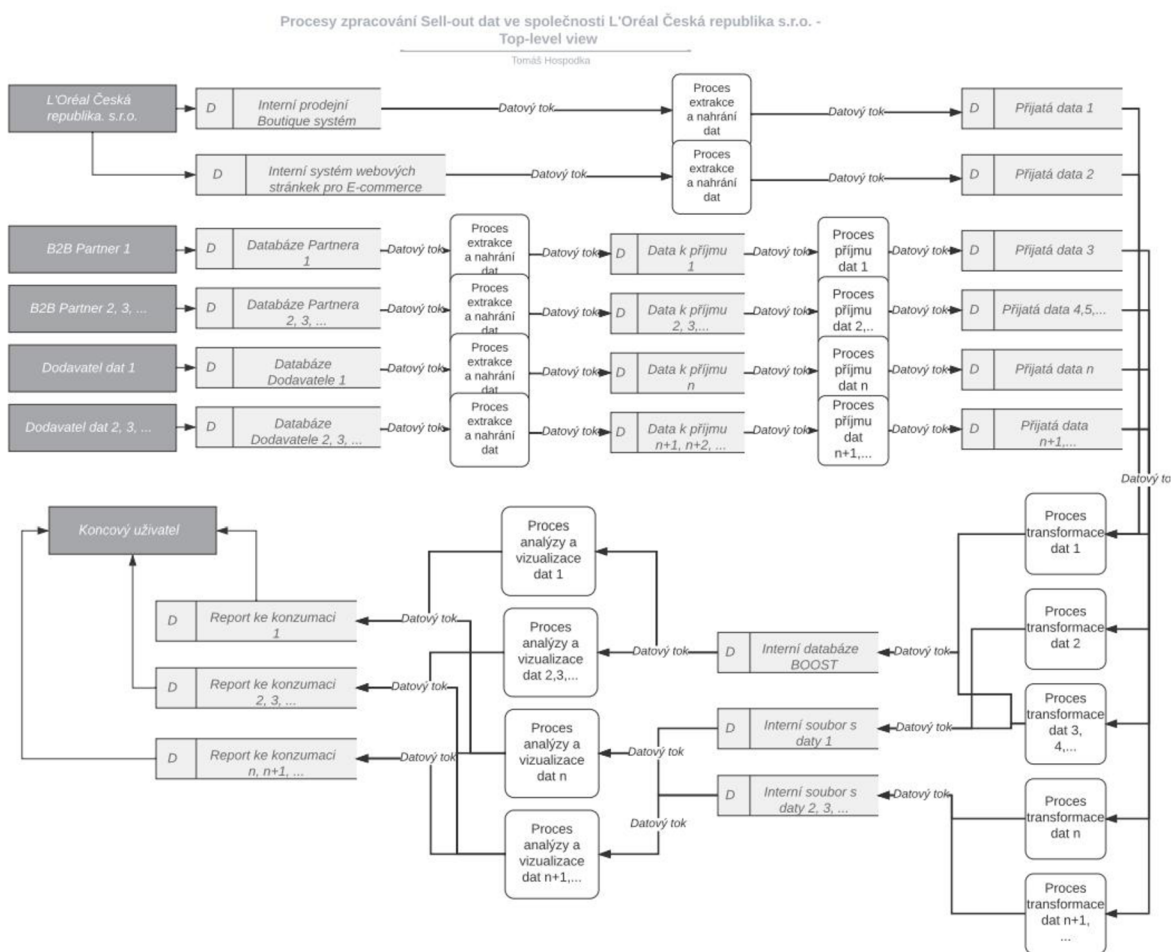 Procesy zpracování Sell-out dat ve společnosti L'Oréal Česká republika s.r.o. -
Top-level view
Tomáš Hospodka
L'Oréal Česká
republika. s.r.o.
D
Interní prodejní
Boutique systém
Datový tok
Proces
extrakce
a nahrání
dat
Datový tok
D
Přijatá data 1
D
Interní systém webových
stránkek pro E-commerce
Datový tok
Proces
extrakce
a nahrání
dat
Datový tok
D
Přijatá data 2
B2B Partner 1
D
Databáze Partnera
1
Datový tok
Proces
extrakce
a nahrání
dat
Datový tok
D
Data k příjmu
1
Datový tok
Proces
příjmu
dat 1
Datový tok
D
Přijatá data 3
B2B Partner 2, 3, ...
D
Databáze Partnera
2, 3, ...
Datový tok
Proces
extrakce
a nahrání
dat
Datový tok
D
Data k příjmu
2, 3,...
Datový tok
Proces
příjmu
dat 2,..
Datový tok
D
Přijatá data 4,5,...
Dodavatel dat 1
D
Databáze
Dodavatele 1
Datový tok
Proces
extrakce
a nahrání
dat
Datový tok
D
Data k příjmu
n
Datový tok
Proces
příjmu
dat n
Datový tok
D
Přijatá data n
Dodavatel dat 2, 3, ...
D
Databáze
Dodavatele 2, 3, ...
Datový tok
Proces
extrakce
a nahrání
dat
Datový tok
D
Data k příjmu
n+1, n+2, ...
Datový tok
Proces
příjmu
dat
n+1,...
Datový tok
D
Přijatá data
n+1,...
Datový to
Koncový uživatel
Proces
analýzy a
vizualizace
dat 1
Proces
transformace
dat 1
D
Report ke konzumaci
1
Datový tok
Proces
analýzy a
vizualizace
dat 2,3,...
Datový tok
D
Interní databáze
BOOST
Datový tok
Proces
transformace
dat 2
D
Report ke konzumaci
2, 3, ...
Datový tok
Proces
analýzy a
vizualizace
dat n
Datový tok
D
Interní soubor s
daty 1
Datový tok
Proces
transformace
dat 3,
4,...
D
Report ke konzumaci
n, n+1, ...
Datový tok
Proces
analýzy a
vizualizace
dat n+1,...
Datový tok
D
Interní soubor s
daty 2, 3, ...
Datový tok
Proces
transformace
dat n
Proces
transformace
dat n+1,
...